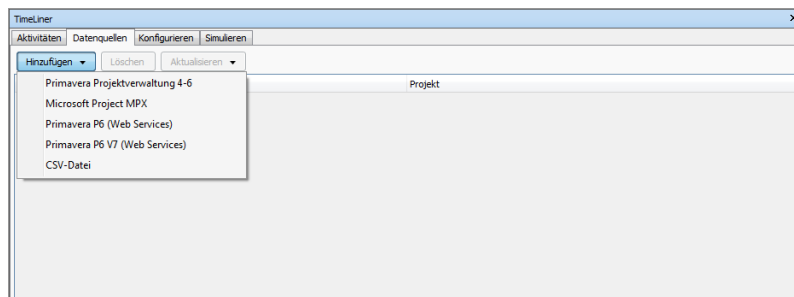 TimeLiner
Aktivitäten Datenquellen Konfigurieren Simulieren
Hinzufügen Löschen Aktualisieren
Projekt
Primavera Projektverwaltung 4-6
Microsoft Project MPX
Primavera P6 (Web Services)
Primavera P6 V7 (Web Services)
CSV-Datei